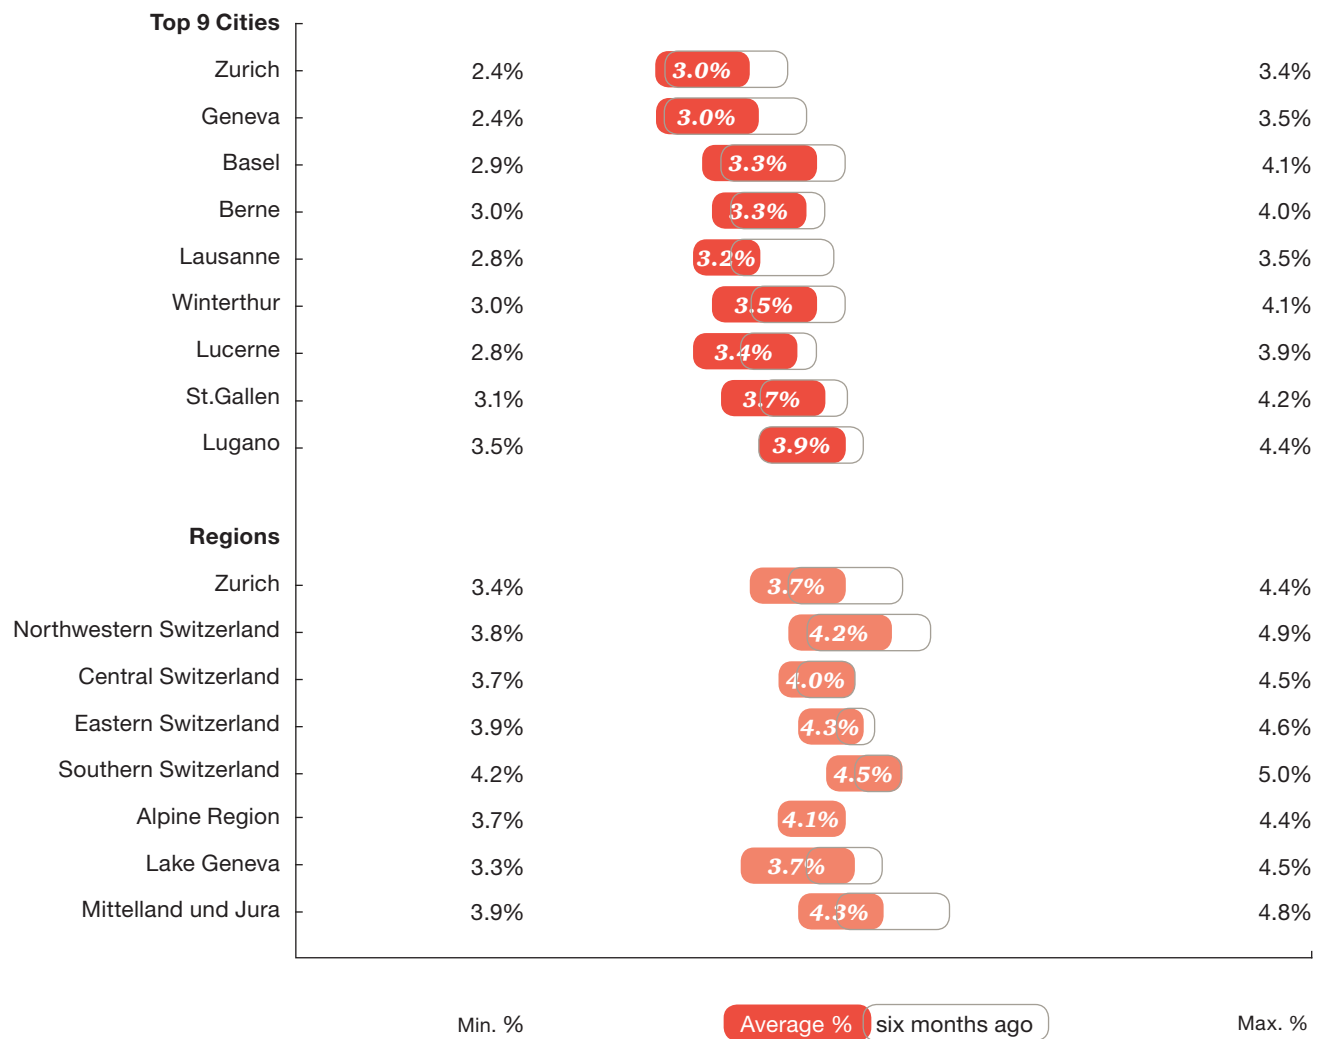 Top 9 Cities
Zurich 2.4% 3.0% 3.4%
Geneva 2.4% 3.0% 3.5%
Basel 2.9% 3.3% 4.1%
Berne 3.0% 3.3% 4.0%
Lausanne 2.8% 3.2% 3.5%
Winterthur 3.0% 3.5% 4.1%
Lucerne 2.8% 3.4% 3.9%
St.Gallen 3.1% 3.7% 4.2%
Lugano 3.5% 3.9% 4.4%
Regions
Zurich 3.4% 3.7% 4.4%
Northwestern Switzerland 3.8% 4.2% 4.9%
Central Switzerland 3.7% 4.0% 4.5%
Eastern Switzerland 3.9% 4.3% 4.6%
Southern Switzerland 4.2% 4.5% 5.0%
Alpine Region 3.7% 4.1% 4.4%
Lake Geneva 3.3% 3.7% 4.5%
Mittelland und Jura 3.9% 4.3% 4.8%
Min. % Average % six months ago Max. %